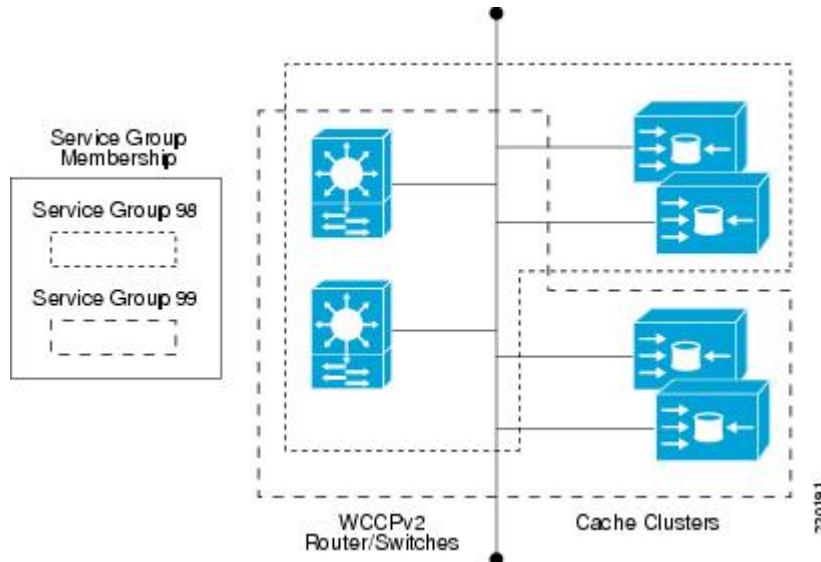 Service Group
Membership
Service Group 98
Service Group 99
WCCPv2
Router/Switches
Cache Clusters